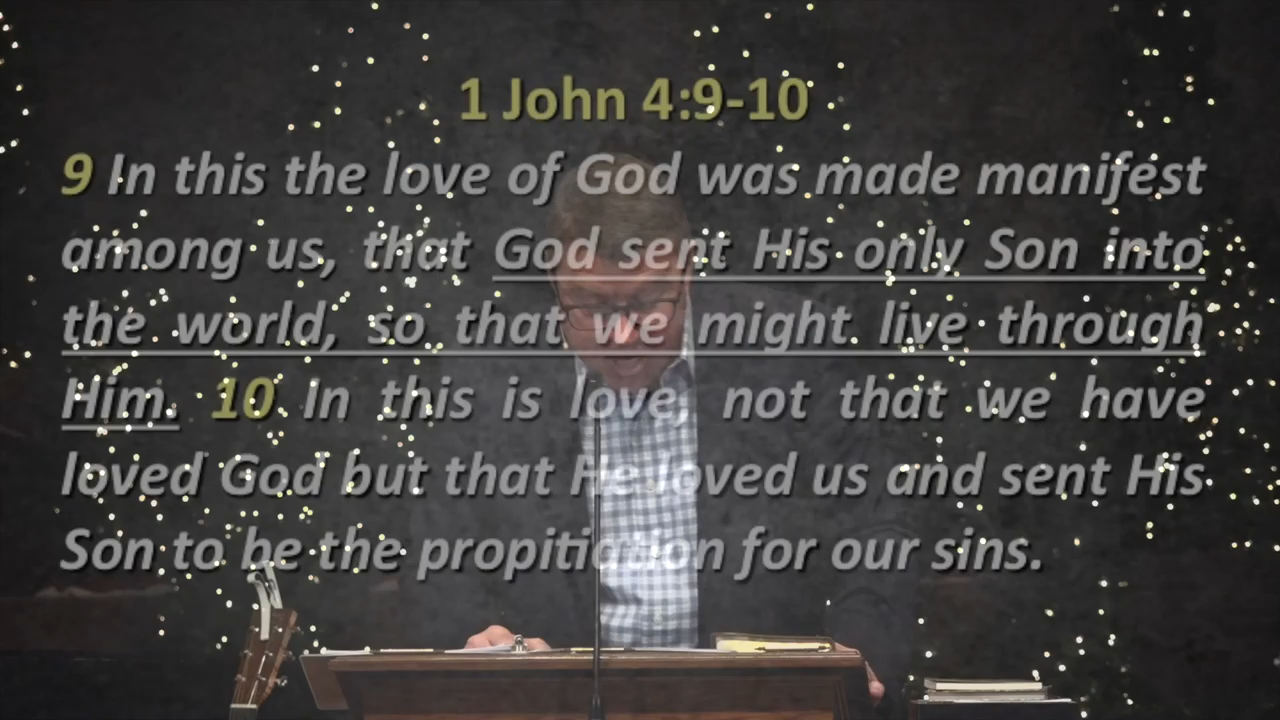 1 John 4:9-10
9 In this the love of God was made manifest
among us, that God sent His only Son into
the world, so that we might live through
Him. 10 In this is love, not that we have
loved God but that He loved us and sent His
Son to be the propitiation for our sins.